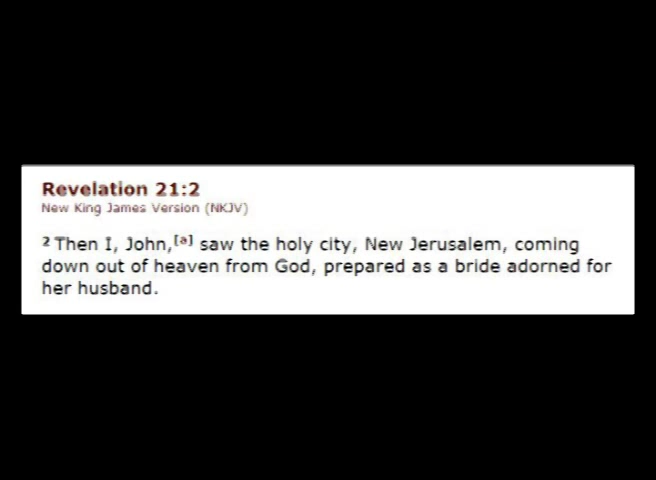 Revelation 21:2
New King James Version (NKJV)
2 Then I, John,[a] saw the holy city, New Jerusalem, coming
down out of heaven from God, prepared as a bride adorned for
her husband.